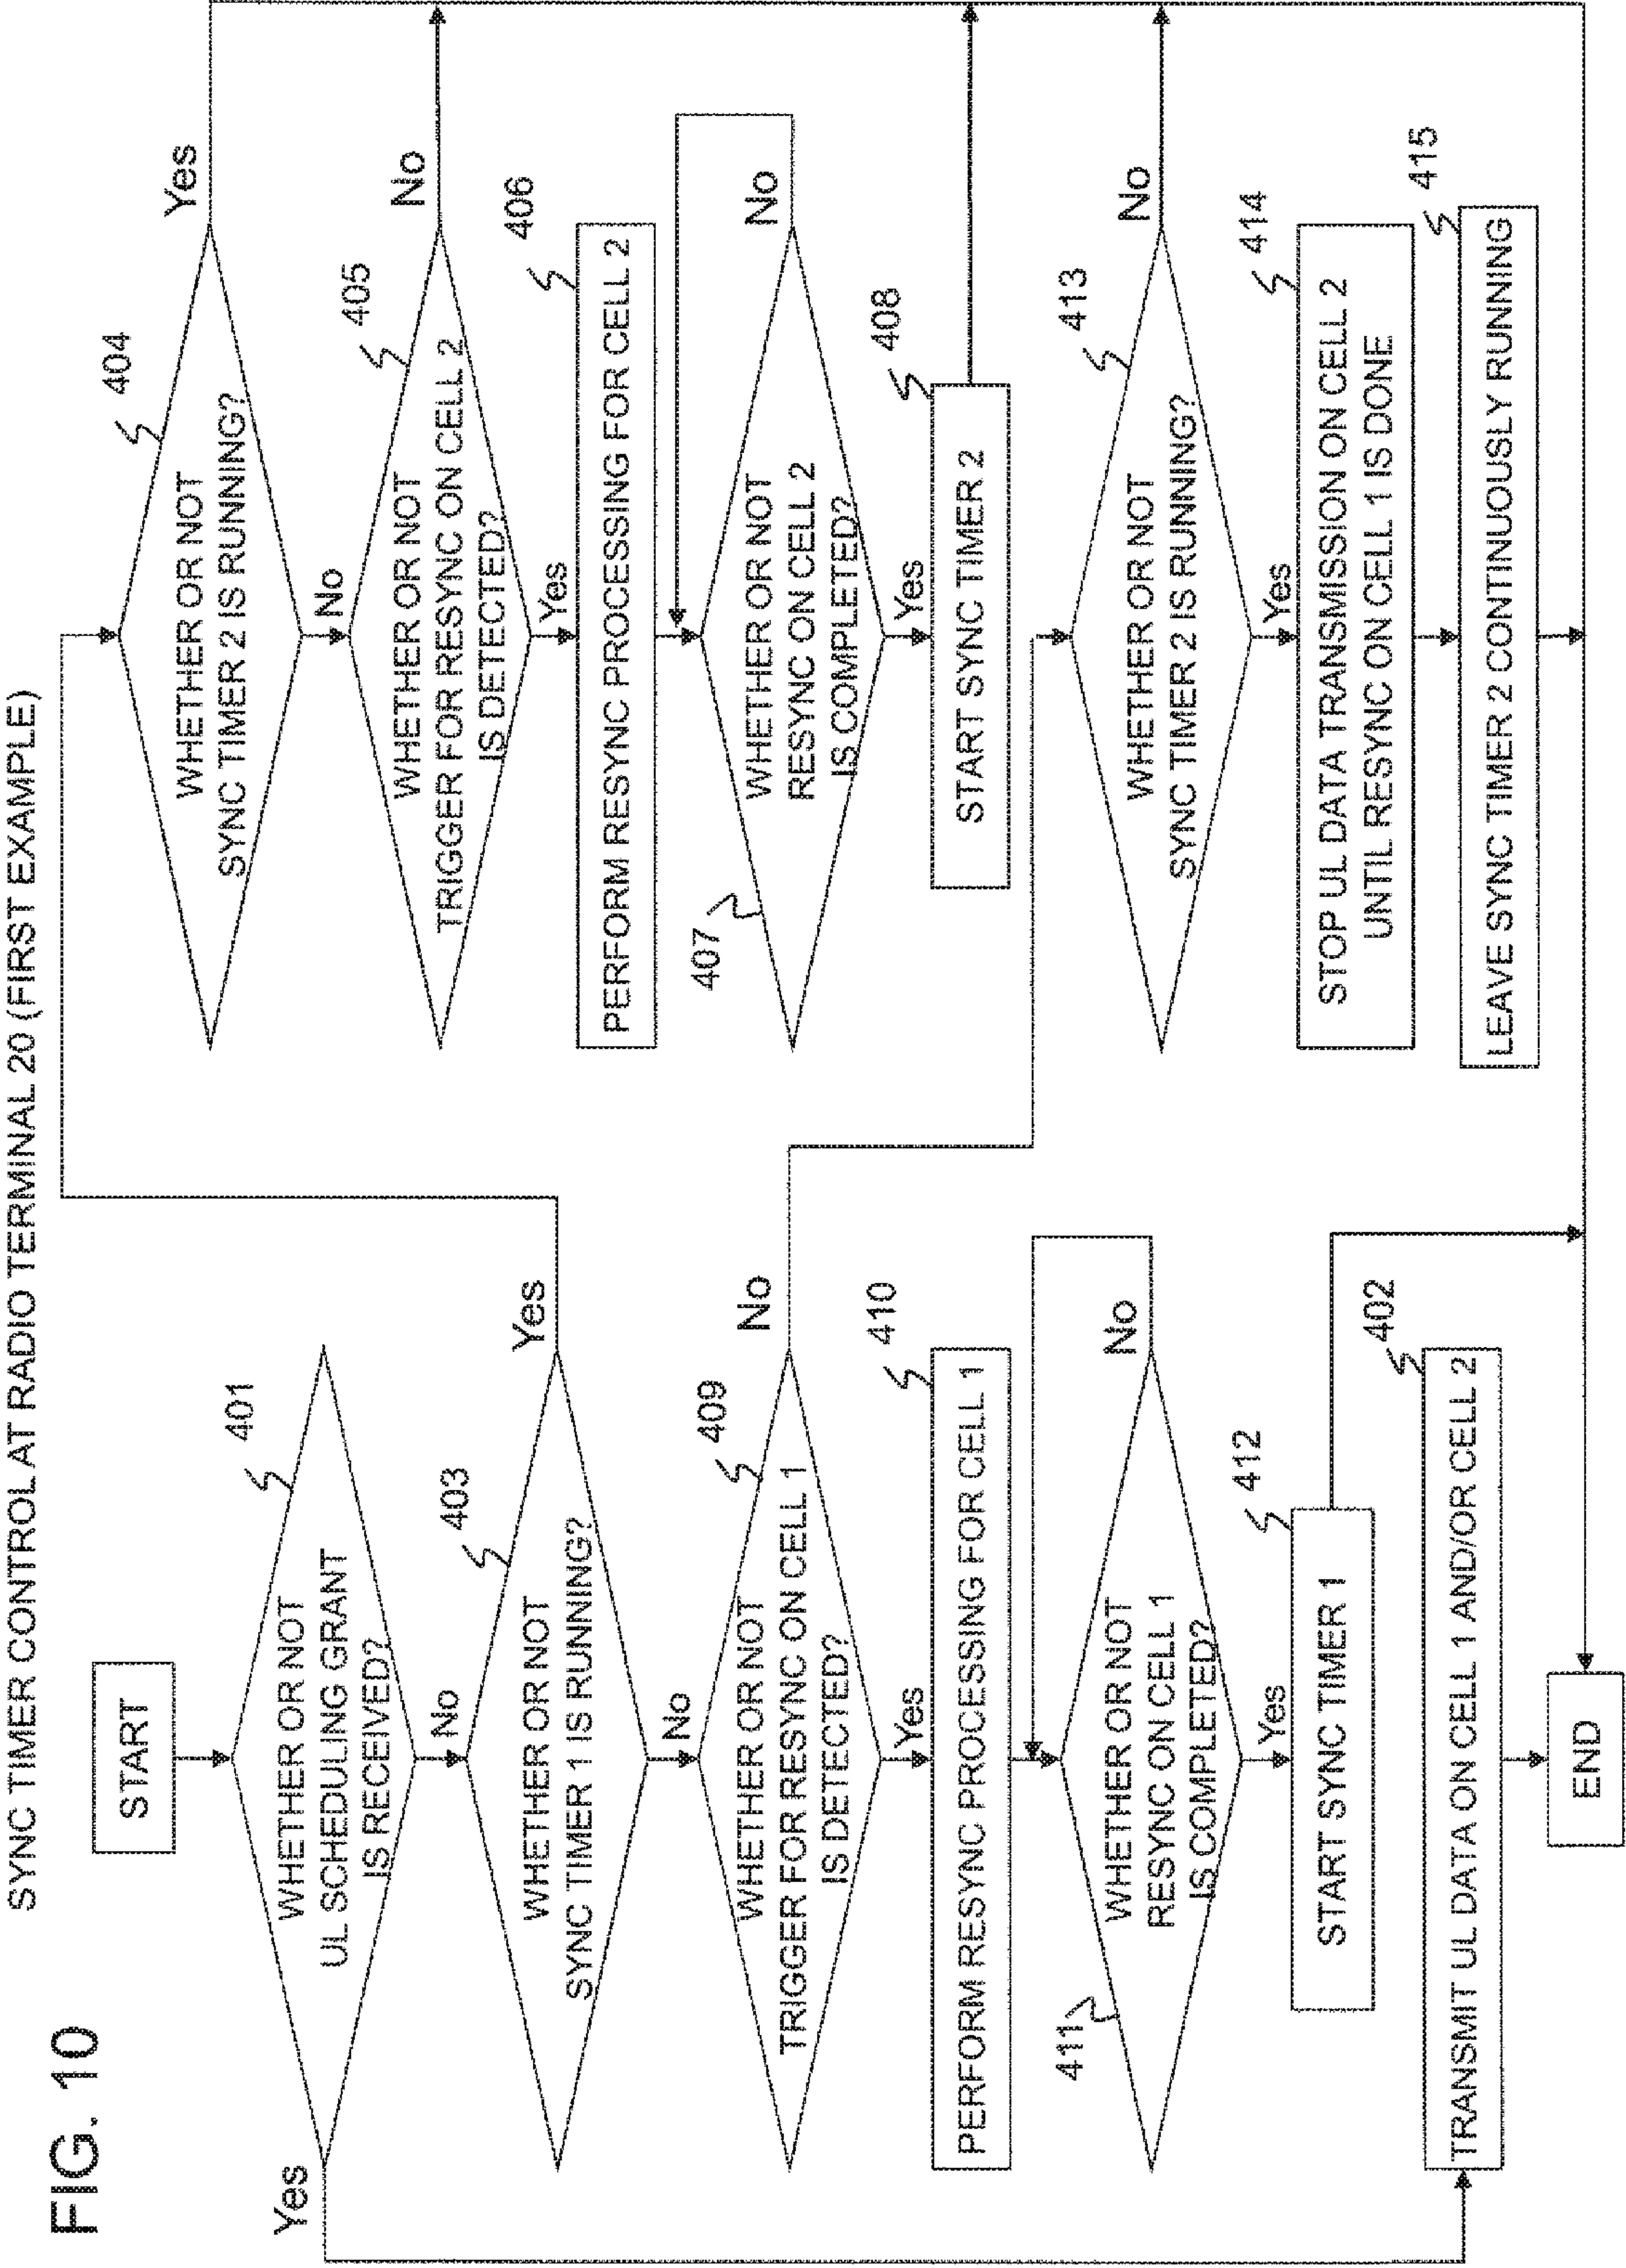 FIG. 10
SYNC TIMER CONTROL AT RADIO TERMINAL 20 (FIRST EXAMPLE)
START
401
WHETHER OR NOT
UL SCHEDULING GRANT
IS RECEIVED?
Yes
No
403
WHETHER OR NOT
SYNC TIMER 1 IS RUNNING?
Yes
No
409
WHETHER OR NOT
TRIGGER FOR RESYNC ON CELL 1
IS DETECTED?
No
Yes
410
PERFORM RESYNC PROCESSING FOR CELL 1
411
WHETHER OR NOT
RESYNC ON CELL 1
IS COMPLETED?
No
Yes
412
START SYNC TIMER 1
402
TRANSMIT UL DATA ON CELL 1 AND/OR CELL 2
END
404
WHETHER OR NOT
SYNC TIMER 2 IS RUNNING?
Yes
No
405
WHETHER OR NOT
TRIGGER FOR RESYNC ON CELL 2
IS DETECTED?
No
Yes
406
PERFORM RESYNC PROCESSING FOR CELL 2
407
WHETHER OR NOT
RESYNC ON CELL 2
IS COMPLETED?
No
Yes
408
START SYNC TIMER 2
413
WHETHER OR NOT
SYNC TIMER 2 IS RUNNING?
No
Yes
414
STOP UL DATA TRANSMISSION ON CELL 2
UNTIL RESYNC ON CELL 1 IS DONE
415
LEAVE SYNC TIMER 2 CONTINUOUSLY RUNNING